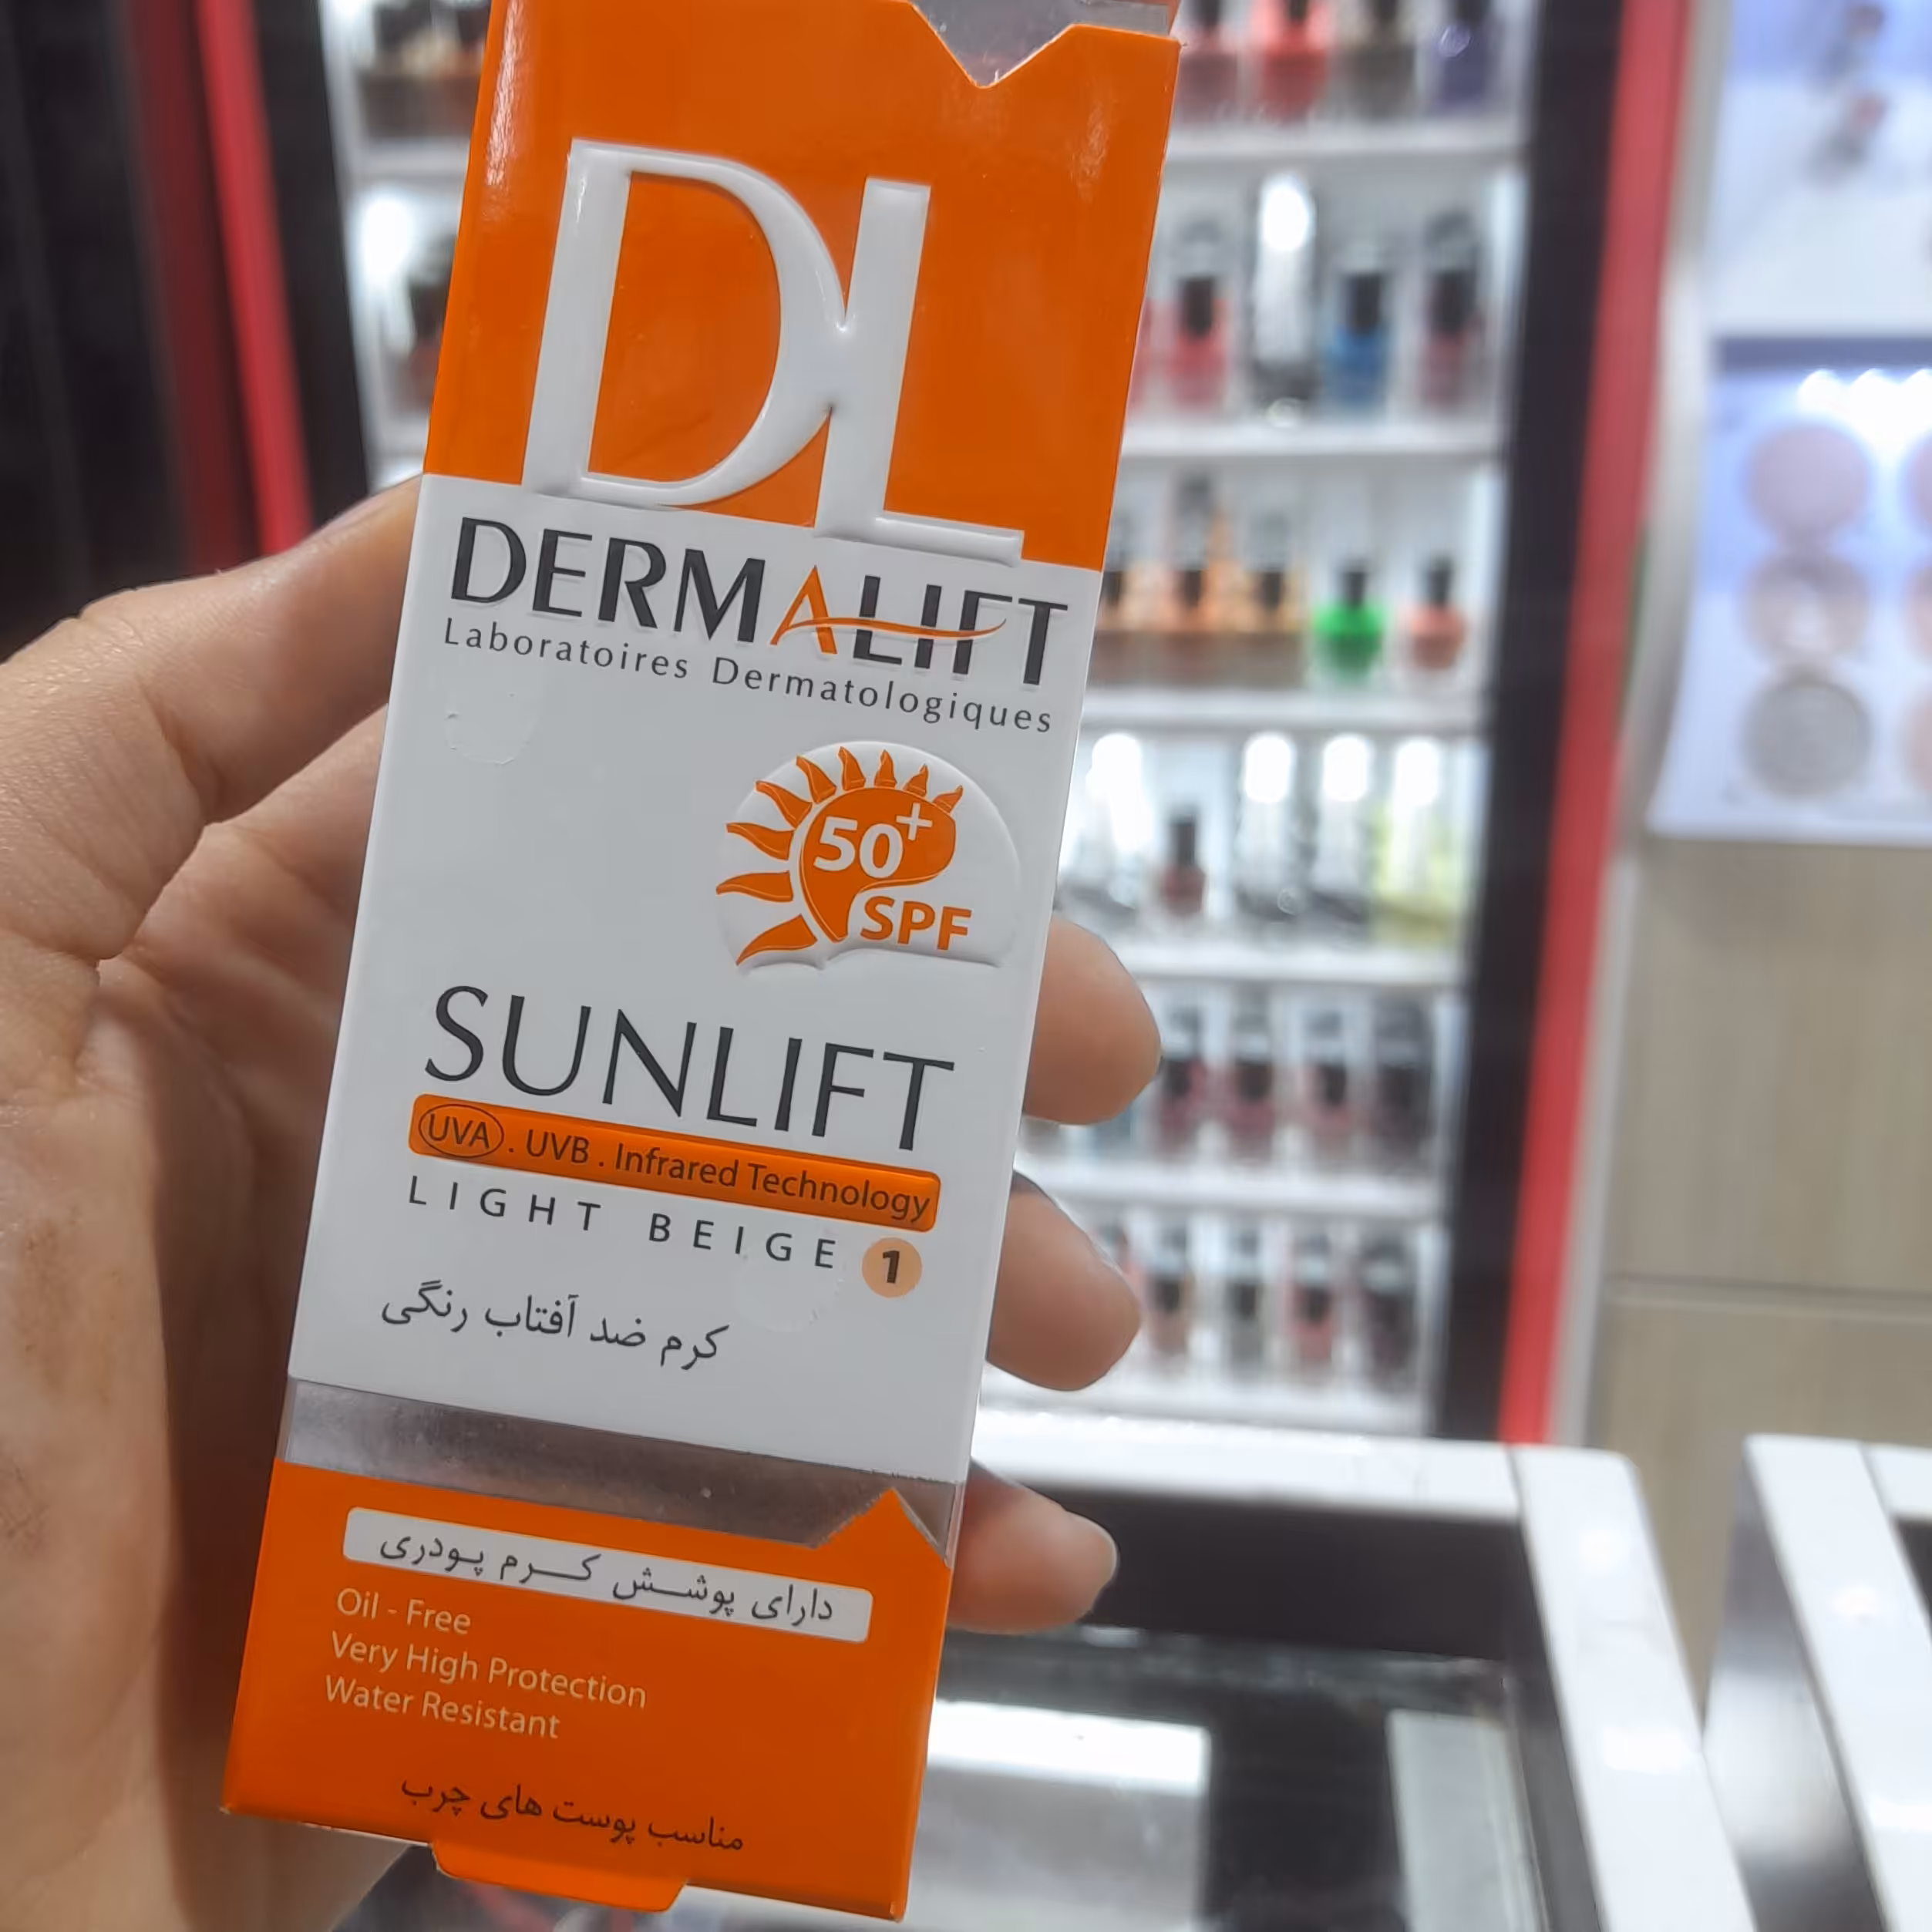 DL
DERMALIFT
Laboratoires Dermatologiques
50+
SPF
SUNLIFT
UVA . UVB . Infrared Technology
LIGHT BEIGE 1
کرم ضد آفتاب رنگی
دارای پوشش کرم پودری
Oil - Free
Very High Protection
Water Resistant
مناسب پوست های چرب